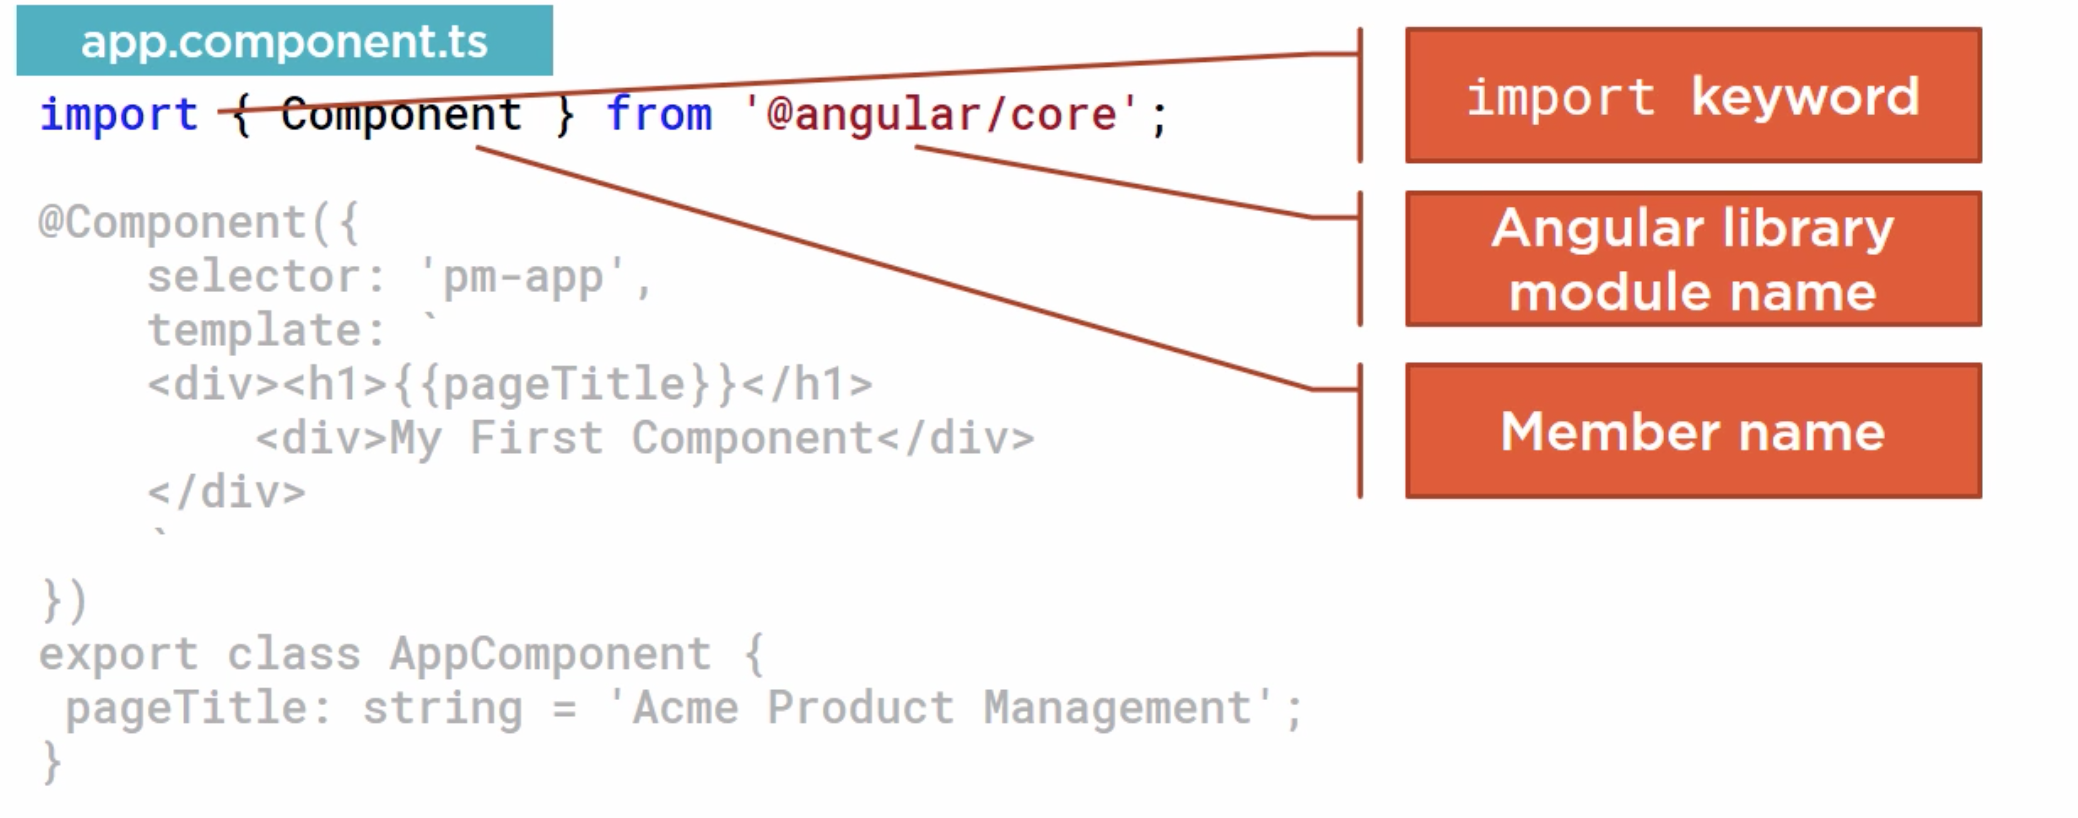 app.component.ts
import { Component } from '@angular/core';
@Component({
    selector: 'pm-app',
    template: `
    <div><h1>{{pageTitle}}</h1>
        <div>My First Component</div>
    </div>
    `
})
export class AppComponent {
 pageTitle: string = 'Acme Product Management';
}
import keyword
Angular library
module name
Member name